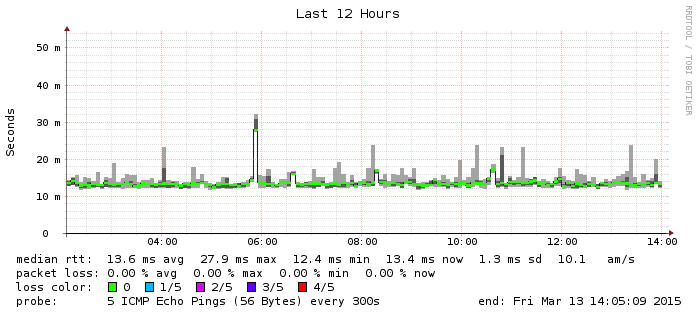 Last 12 Hours
RRDTOOL / TOBI OETIKER
Seconds
50 m
40 m
30 m
20 m
10 m
0
04:00 06:00 08:00 10:00 12:00 14:00
median rtt: 13.6 ms avg 27.9 ms max 12.4 ms min 13.4 ms now 1.3 ms sd 10.1 am/s
packet loss: 0.00 % avg 0.00 % max 0.00 % min 0.00 % now
loss color: 0 1/5 2/5 3/5 4/5
probe: 5 ICMP Echo Pings (56 Bytes) every 300s end: Fri Mar 13 14:05:09 2015